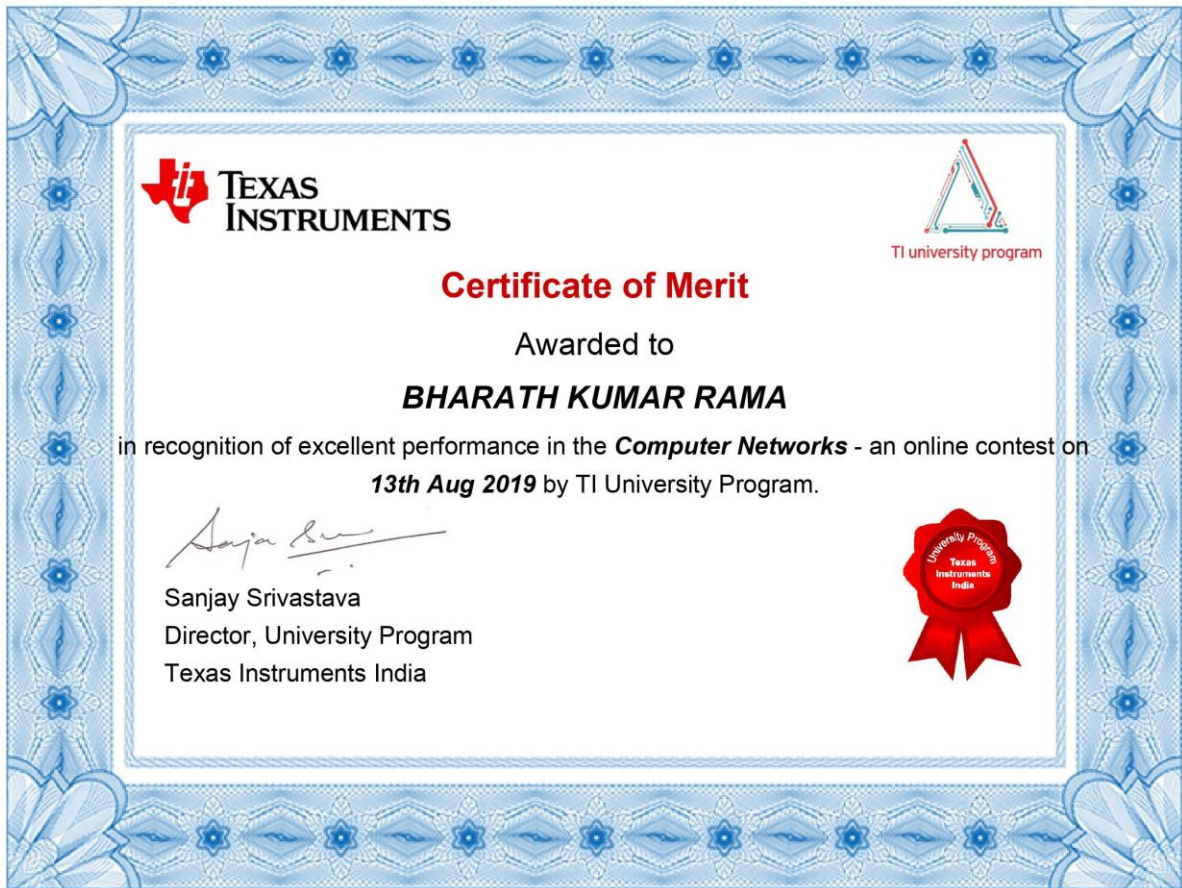 TEXAS
INSTRUMENTS
TI university program
Certificate of Merit
Awarded to
BHARATH KUMAR RAMA
in recognition of excellent performance in the Computer Networks - an online contest on
13th Aug 2019 by TI University Program.
Sanjay Srivastava
Director, University Program
Texas Instruments India
University Program
Texas
Instruments
India